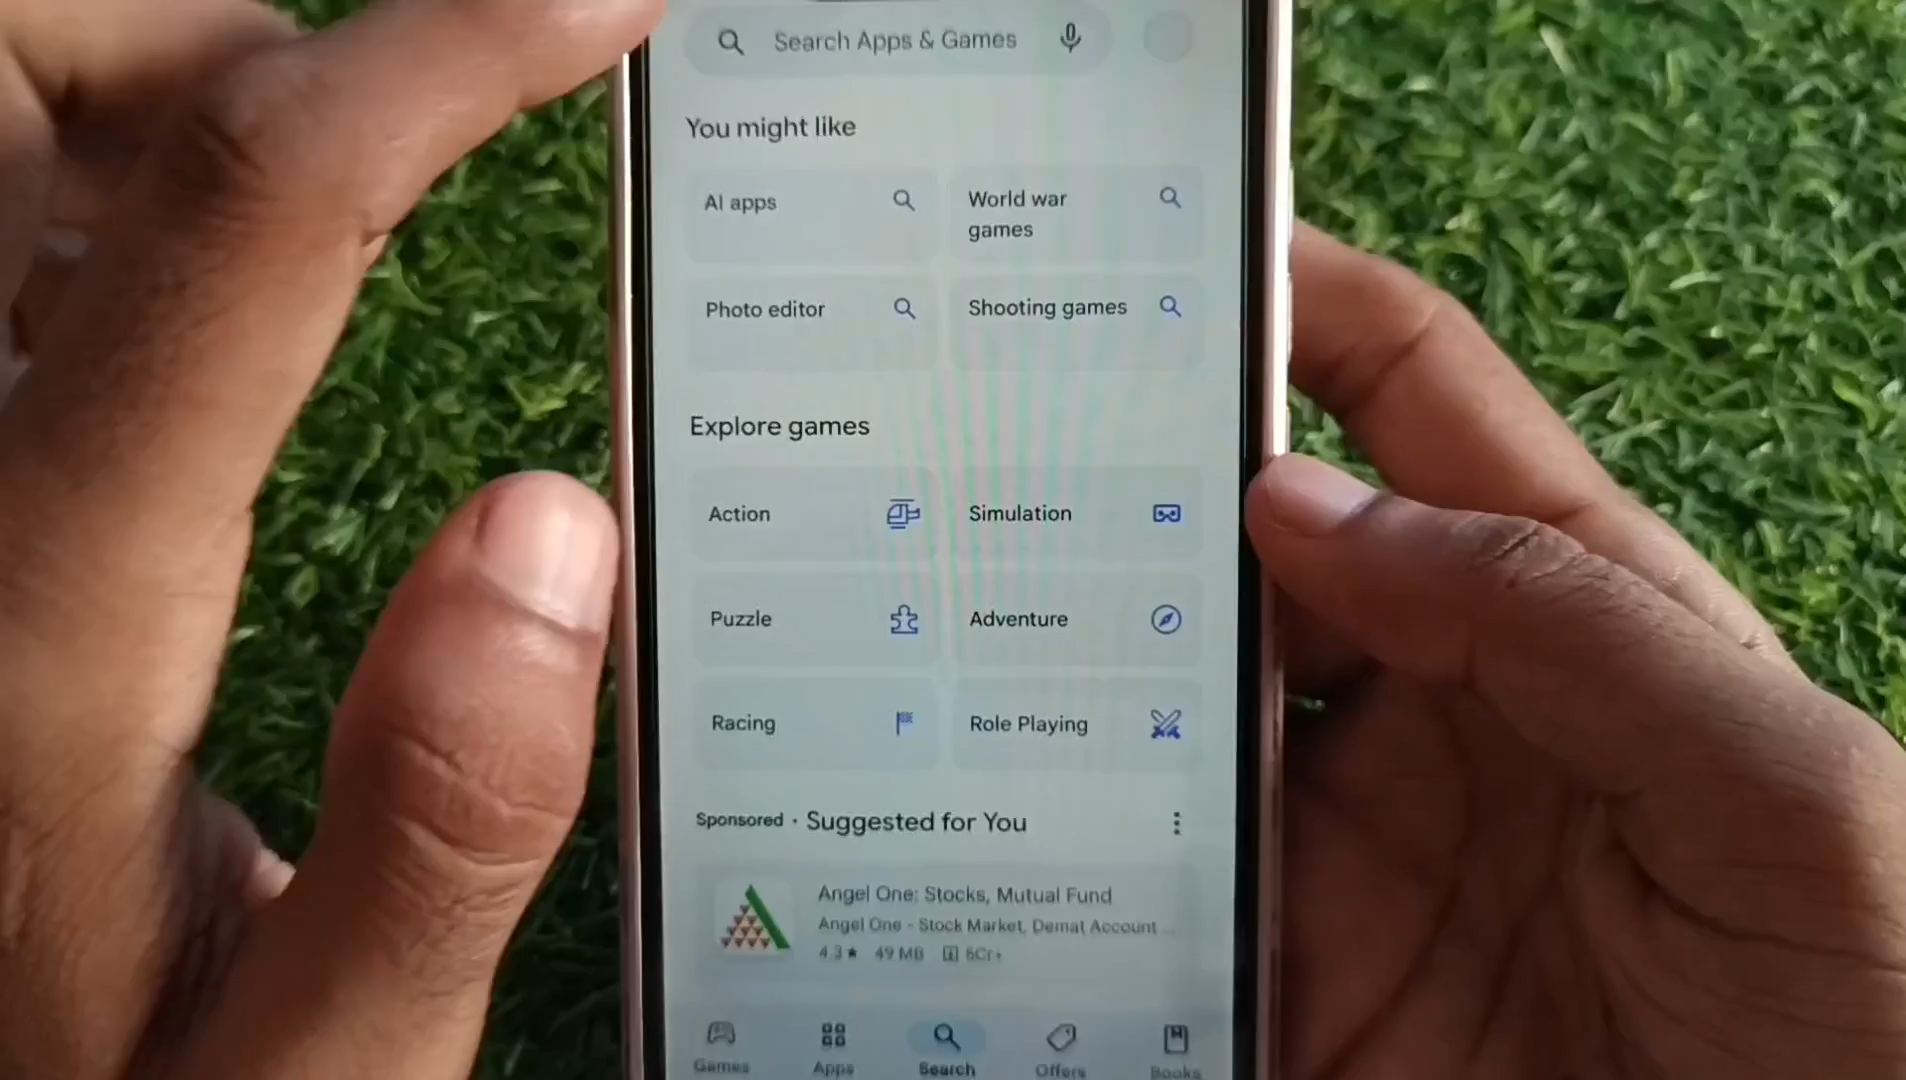 Search Apps & Games
You might like
AI apps
World war
games
Photo editor
Shooting games
Explore games
Action
Simulation
Puzzle
Adventure
Racing
Role Playing
Sponsored · Suggested for You
Angel One: Stocks, Mutual Fund
Angel One - Stock Market, Demat Account ...
4.3★ 49 MB 5Cr+
Games
Apps
Search
Offers
Books